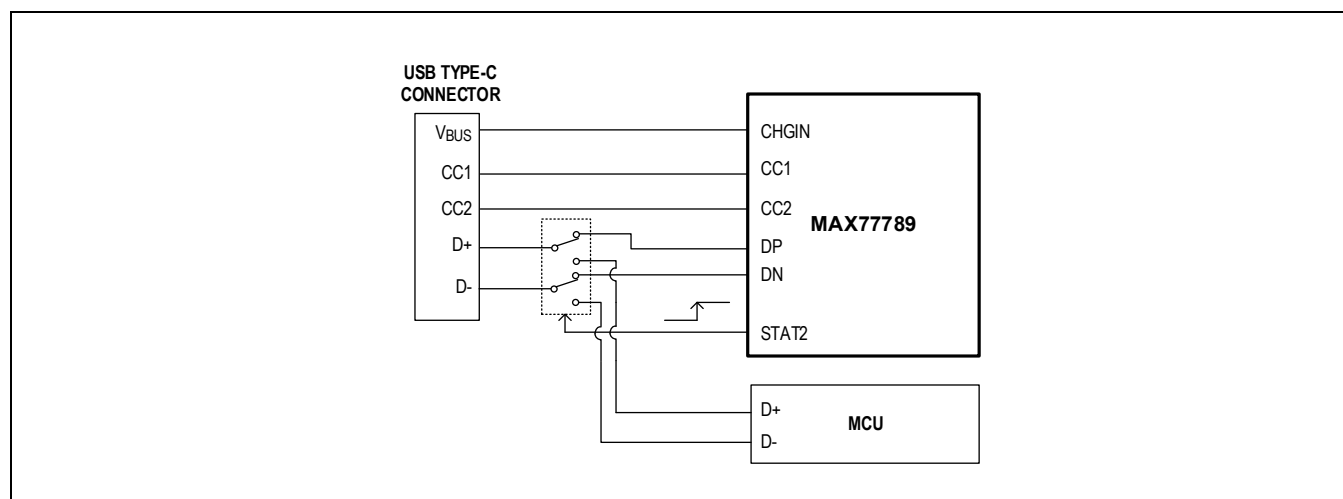 USB TYPE-C
CONNECTOR
VBUS
CC1
CC2
D+
D-
CHGIN
CC1
CC2
DP
DN
STAT2
MAX77789
D+
D-
MCU